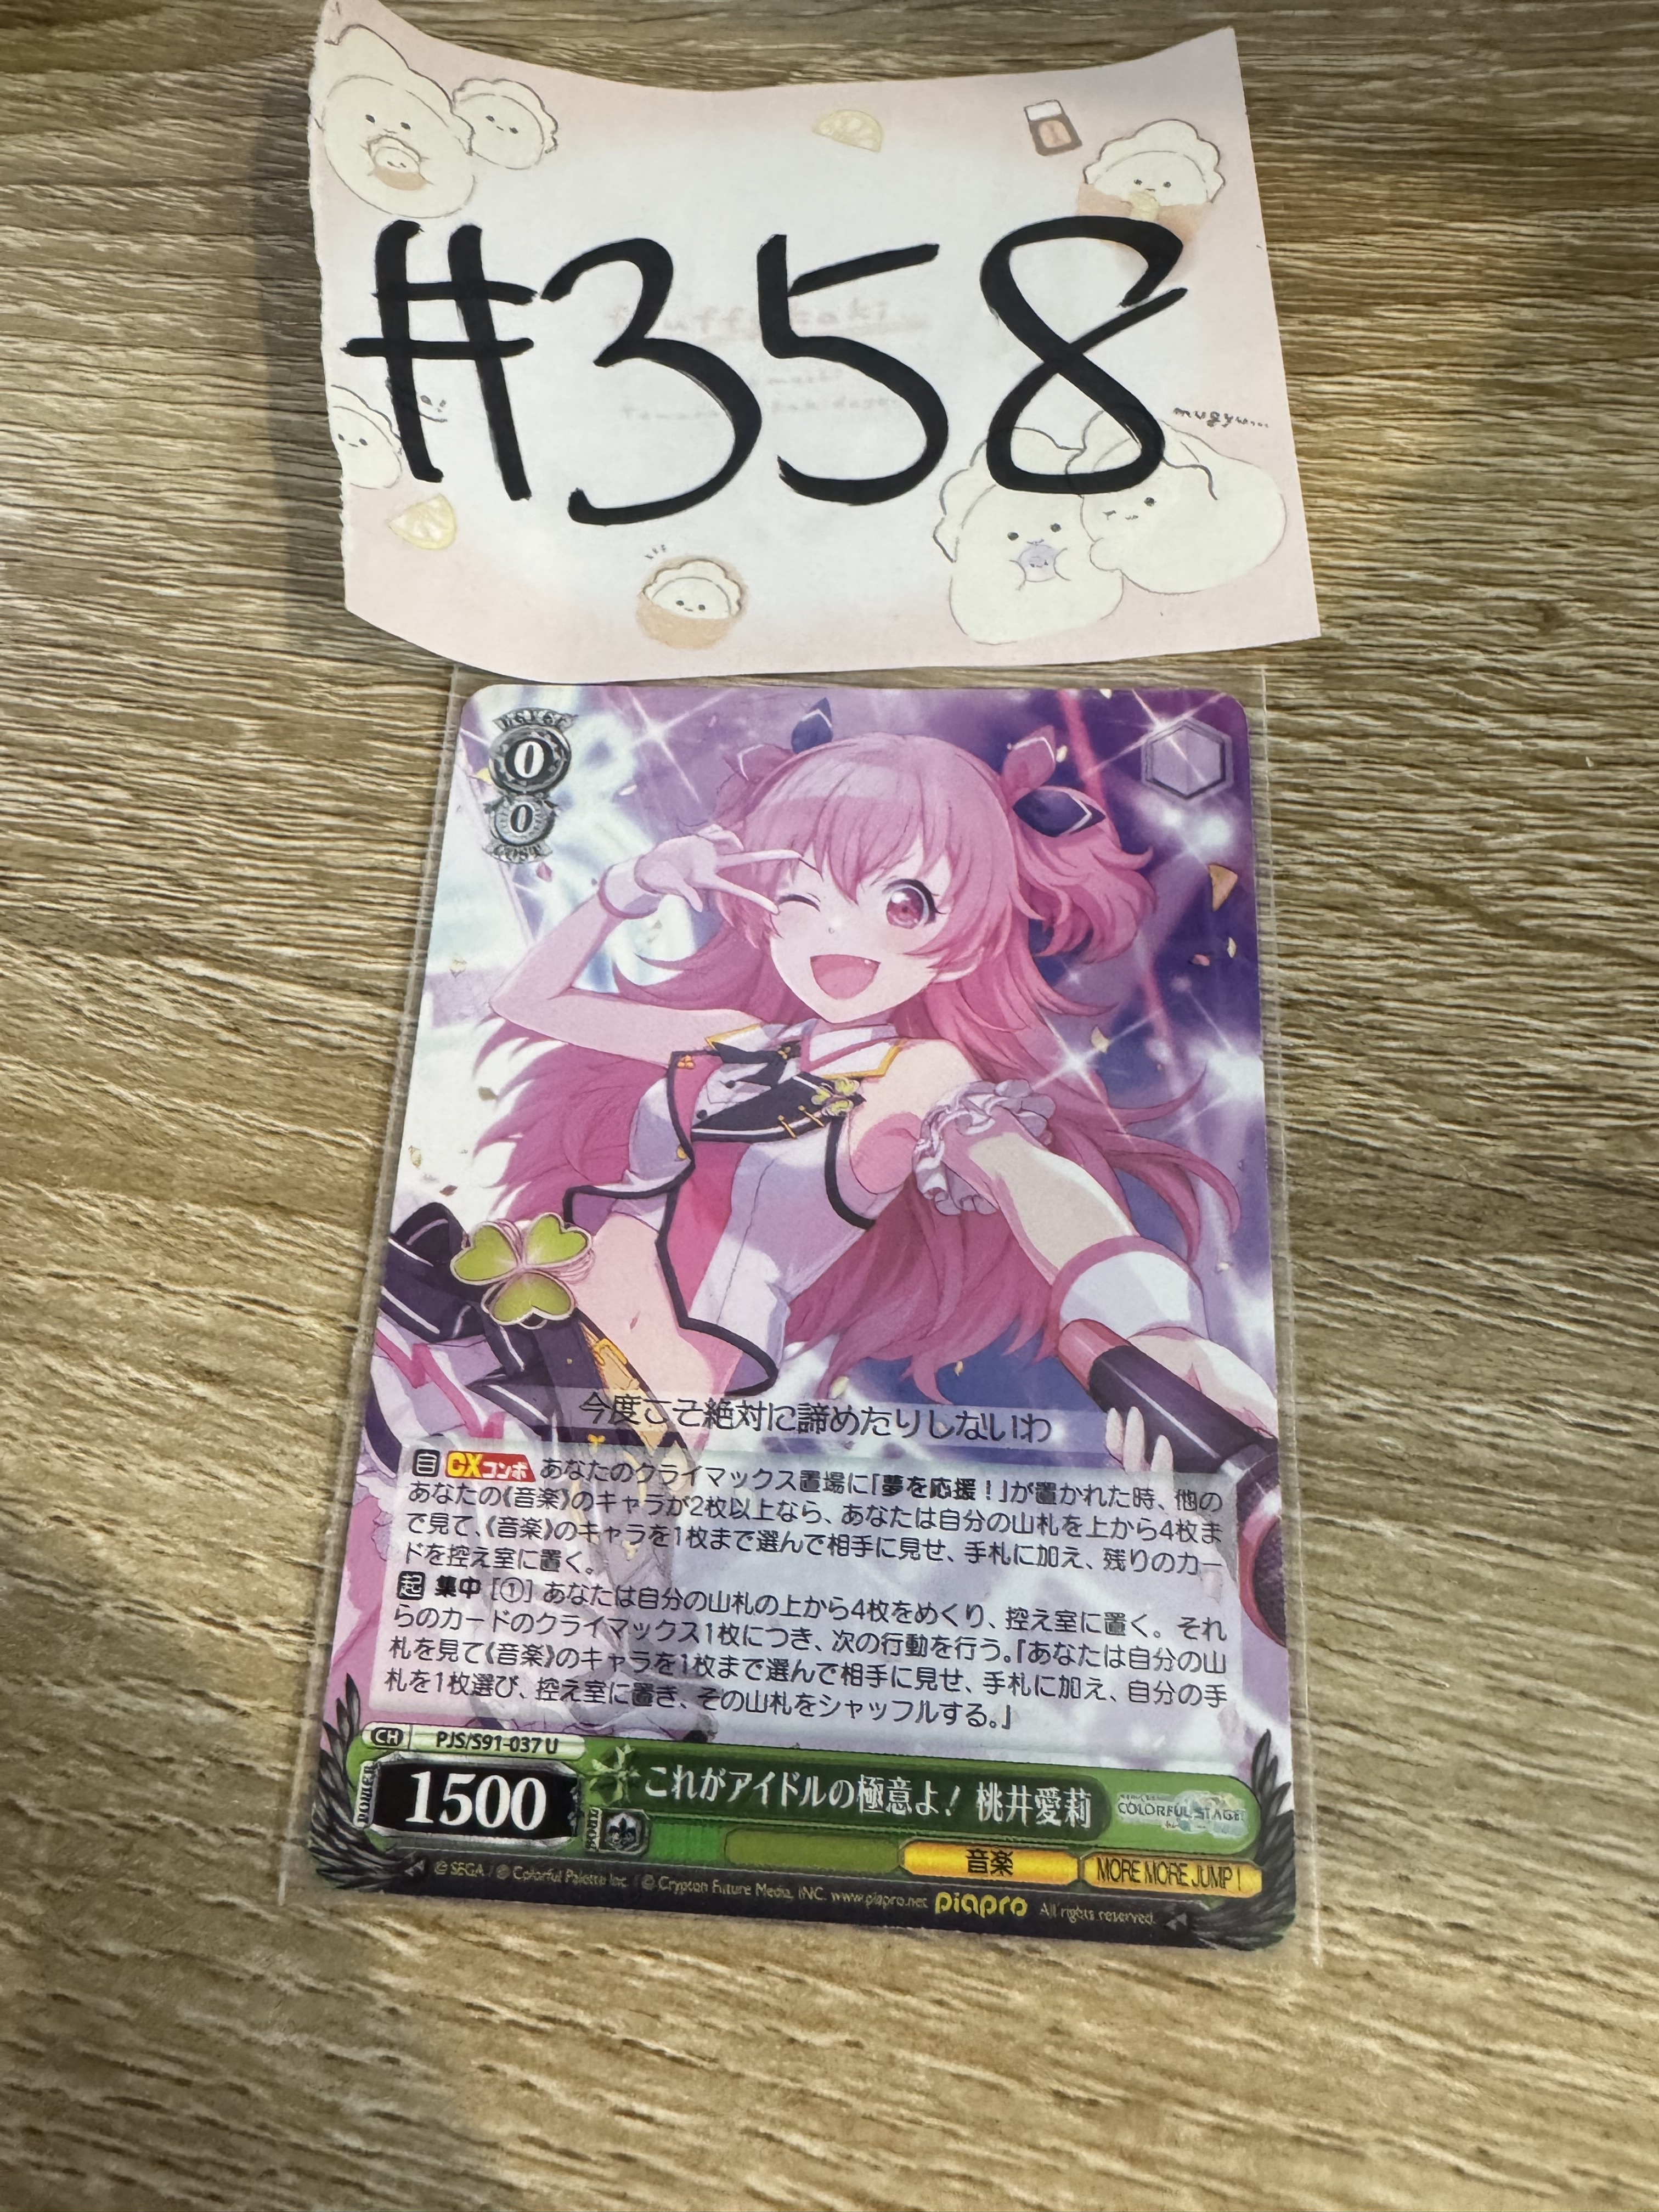 #358
mugyu...
LEVEL
0
0
COST
今度こそ絶対に諦めたりしないわ
自 CXコンボ あなたのクライマックス置場に「夢を応援!」が置かれた時、他の
あなたの《音楽》のキャラが2枚以上なら、あなたは自分の山札を上から4枚ま
で見て、《音楽》のキャラを1枚まで選んで相手に見せ、手札に加え、残りのカー
ドを控え室に置く。
起 集中 [①] あなたは自分の山札の上から4枚をめくり、控え室に置く。それ
らのカードのクライマックス1枚につき、次の行動を行う。『あなたは自分の山
札を見て《音楽》のキャラを1枚まで選んで相手に見せ、手札に加え、自分の手
札を1枚選び、控え室に置き、その山札をシャッフルする。』
CH PJS/S91-037 U
POWER 1500 これがアイドルの極意よ! 桃井愛莉 COLORFUL STAGE!
SOUL 音楽 MORE MORE JUMP!
© SEGA / © Colorful Palette Inc. / © Crypton Future Media, INC. www.piapro.net piapro All rights reserved.